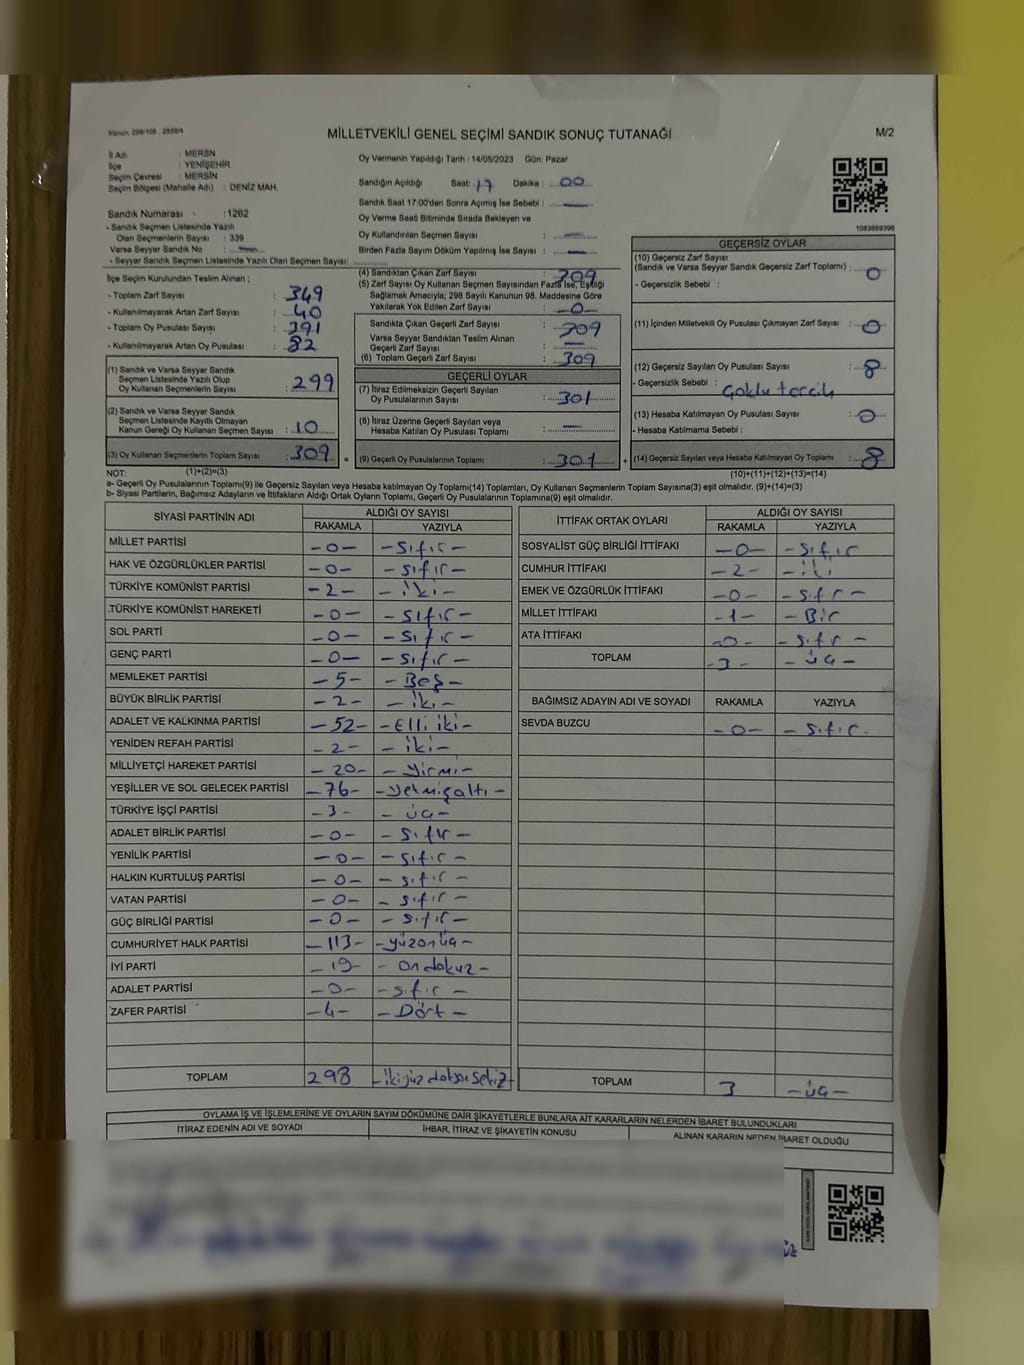 Kanun, 298/105 , 2839/4
MİLLETVEKİLİ GENEL SEÇİMİ SANDIK SONUÇ TUTANAĞI
M/2
İl Adı : MERSİN
İlçe : YENİŞEHİR
Seçim Çevresi : MERSİN
Seçim Bölgesi (Mahalle Adı) : DENİZ MAH.
Oy Vermenin Yapıldığı Tarih : 14/05/2023 Gün: Pazar
Sandığın Açıldığı Saat: 17 Dakika : 00
Sandık Saat 17:00'den Sonra Açımış İse Sebebi : —
Oy Verme Saati Bitiminde Sırada Bekleyen ve
Oy Kullandırılan Seçmen Sayısı : —
Birden Fazla Sayım Döküm Yapılmış İse Sayısı : —
1083669396
Sandık Numarası : 1262
- Sandık Seçmen Listesinde Yazılı
Olan Seçmenlerin Sayısı : 339
Varsa Seyyar Sandık No : —
- Seyyar Sandık Seçmen Listesinde Yazılı Olan Seçmen Sayısı:
İlçe Seçim Kurulundan Teslim Alınan ;
- Toplam Zarf Sayısı : 349
- Kullanılmayarak Artan Zarf Sayısı : 40
- Toplam Oy Pusulası Sayısı : 391
- Kullanılmayarak Artan Oy Pusulası : 82
(1) Sandık ve Varsa Seyyar Sandık
Seçmen Listesinde Yazılı Olup
Oy Kullanan Seçmenlerin Sayısı : 299
(2) Sandık ve Varsa Seyyar Sandık
Seçmen Listesinde Kayıtlı Olmayan
Kanun Gereği Oy Kullanan Seçmen Sayısı : 10
(3) Oy Kullanan Seçmenlerin Toplam Sayısı : 309
(4) Sandıktan Çıkan Zarf Sayısı : 309
(5) Zarf Sayısı Oy Kullanan Seçmen Sayısından Fazla İse, Eşitliği
Sağlamak Amacıyla; 298 Sayılı Kanunun 98. Maddesine Göre
Yakılarak Yok Edilen Zarf Sayısı : —0—
Sandıkta Çıkan Geçerli Zarf Sayısı : 309
Varsa Seyyar Sandıktan Teslim Alınan
Geçerli Zarf Sayısı : —
(6) Toplam Geçerli Zarf Sayısı : 309
GEÇERLİ OYLAR
(7) İtiraz Edilmeksizin Geçerli Sayılan
Oy Pusulalarının Sayısı : 301
(8) İtiraz Üzerine Geçerli Sayılan veya
Hesaba Katılan Oy Pusulası Toplamı : —
= (9) Geçerli Oy Pusulalarının Toplamı : 301 +
GEÇERSİZ OYLAR
(10) Geçersiz Zarf Sayısı
(Sandık ve Varsa Seyyar Sandık Geçersiz Zarf Toplamı) : 0
- Geçersizlik Sebebi :
(11) İçinden Milletvekili Oy Pusulası Çıkmayan Zarf Sayısı : 0
(12) Geçersiz Sayılan Oy Pusulası Sayısı : 8
- Geçersizlik Sebebi : Çoklu tercih
(13) Hesaba Katılmayan Oy Pusulası Sayısı : 0
- Hesaba Katılmama Sebebi :
(14) Geçersiz Sayılan veya Hesaba Katılmayan Oy Toplamı : 8
NOT: (1)+(2)=(3)
(10)+(11)+(12)+(13)=(14)
a- Geçerli Oy Pusulalarının Toplamı(9) ile Geçersiz Sayılan veya Hesaba katılmayan Oy Toplamı(14) Toplamları, Oy Kullanan Seçmenlerin Toplam Sayısına(3) eşit olmalıdır. (9)+(14)=(3)
b- Siyasi Partilerin, Bağımsız Adayların ve İttifakların Aldığı Ortak Oyların Toplamı, Geçerli Oy Pusulalarının Toplamına(9) eşit olmalıdır.
SİYASİ PARTİNİN ADI
ALDIĞI OY SAYISI
RAKAMLA YAZIYLA
MİLLET PARTİSİ —0— —Sıfır—
HAK VE ÖZGÜRLÜKLER PARTİSİ —0— —Sıfır—
TÜRKİYE KOMÜNİST PARTİSİ —2— —iki—
TÜRKİYE KOMÜNİST HAREKETİ —0— —Sıfır—
SOL PARTİ —0— —Sıfır—
GENÇ PARTİ —0— —Sıfır—
MEMLEKET PARTİSİ —5— —Beş—
BÜYÜK BİRLİK PARTİSİ —2— —iki—
ADALET VE KALKINMA PARTİSİ —52— —Elli iki—
YENİDEN REFAH PARTİSİ —2— —iki—
MİLLİYETÇİ HAREKET PARTİSİ —20— —Yirmi—
YEŞİLLER VE SOL GELECEK PARTİSİ —76— —Yetmişaltı—
TÜRKİYE İŞÇİ PARTİSİ —3— —üç—
ADALET BİRLİK PARTİSİ —0— —Sıfır—
YENİLİK PARTİSİ —0— —Sıfır—
HALKIN KURTULUŞ PARTİSİ —0— —Sıfır—
VATAN PARTİSİ —0— —Sıfır—
GÜÇ BİRLİĞİ PARTİSİ —0— —Sıfır—
CUMHURİYET HALK PARTİSİ —113— —yüzonüç—
İYİ PARTİ —19— —Ondokuz—
ADALET PARTİSİ —0— —sıfır—
ZAFER PARTİSİ —4— —Dört—
TOPLAM 298 —ikiyüz doksan sekiz—
İTTİFAK ORTAK OYLARI
ALDIĞI OY SAYISI
RAKAMLA YAZIYLA
SOSYALİST GÜÇ BİRLİĞİ İTTİFAKI —0— —Sıfır
CUMHUR İTTİFAKI —2— —iki
EMEK VE ÖZGÜRLÜK İTTİFAKI —0— —Sıfır—
MİLLET İTTİFAKI —1— —Bir
ATA İTTİFAKI —0— —Sıfır—
TOPLAM —3— —üç—
BAĞIMSIZ ADAYIN ADI VE SOYADI RAKAMLA YAZIYLA
SEVDA BUZCU —0— —Sıfır.
TOPLAM 3 —üç—
OYLAMA İŞ VE İŞLEMLERİNE VE OYLARIN SAYIM DÖKÜMÜNE DAİR ŞİKAYETLERLE BUNLARA AİT KARARLARIN NELERDEN İBARET BULUNDUKLARI
İTİRAZ EDENİN ADI VE SOYADI
İHBAR, İTİRAZ VE ŞİKAYETİN KONUSU
ALINAN KARARIN NEDEN İBARET OLDUĞU